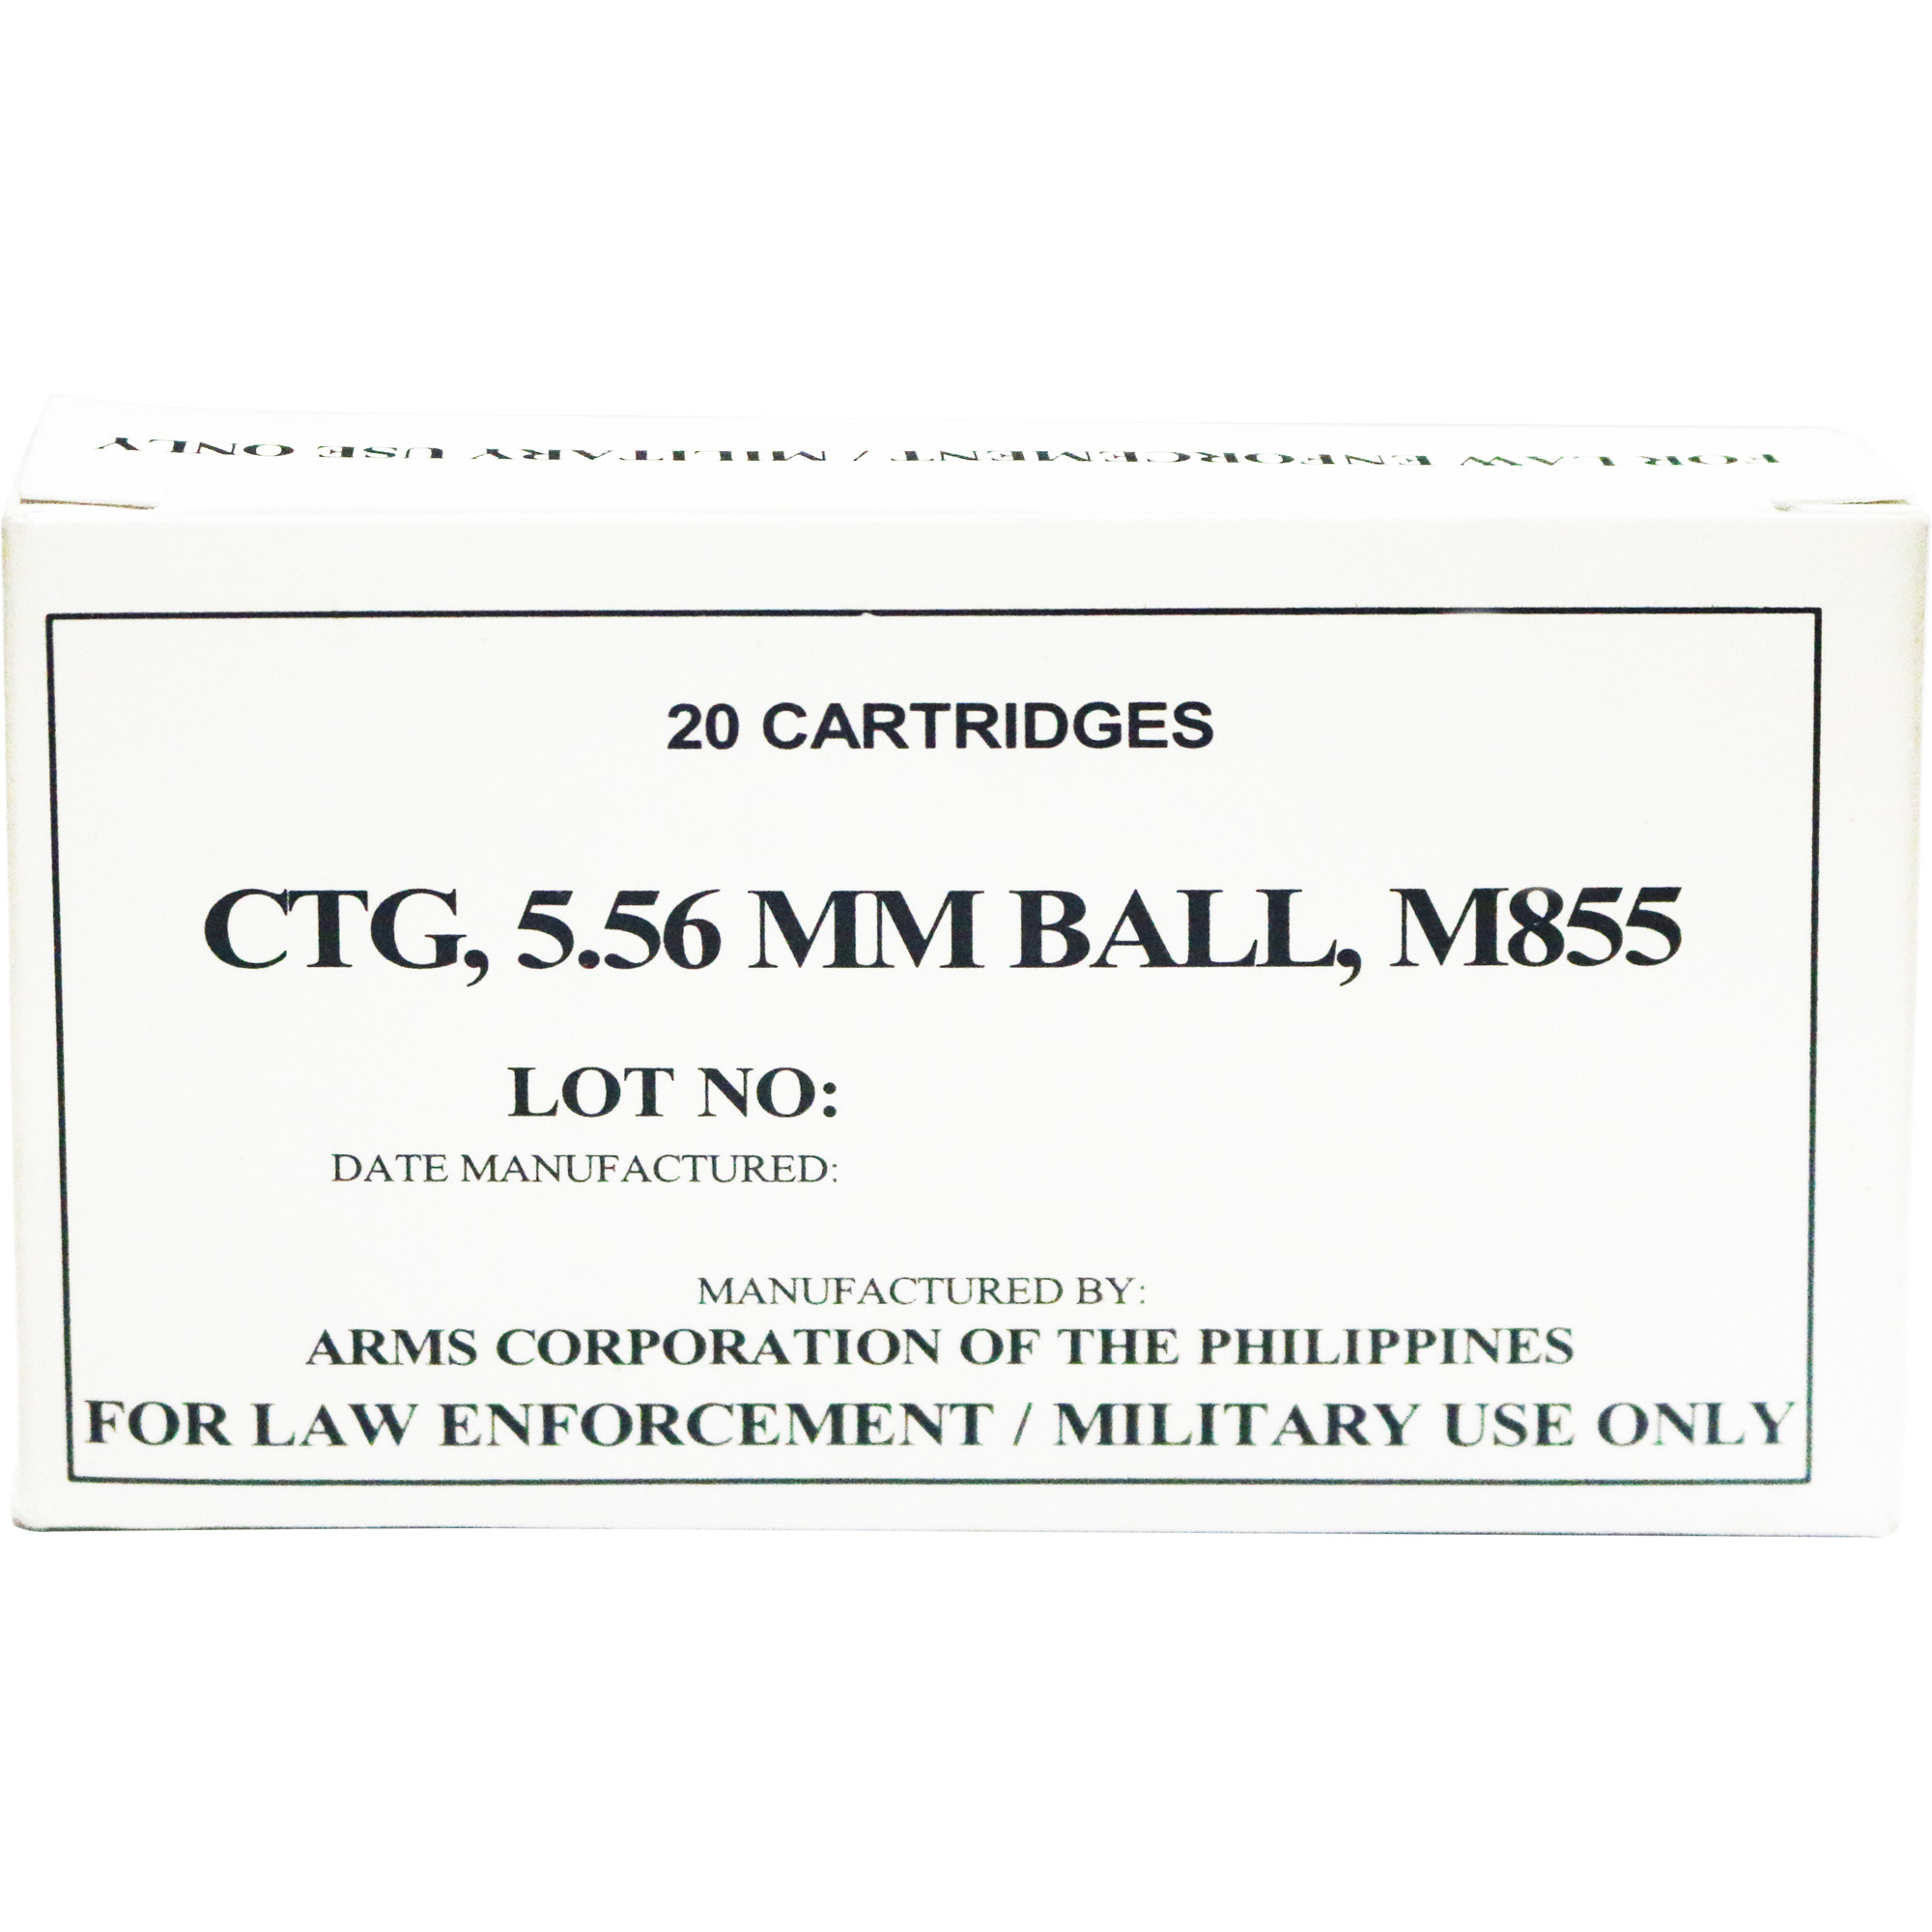 FOR LAW ENFORCEMENT / MILITARY USE ONLY
20 CARTRIDGES
CTG, 5.56 MM BALL, M855
LOT NO:
DATE MANUFACTURED:
MANUFACTURED BY:
ARMS CORPORATION OF THE PHILIPPINES
FOR LAW ENFORCEMENT / MILITARY USE ONLY